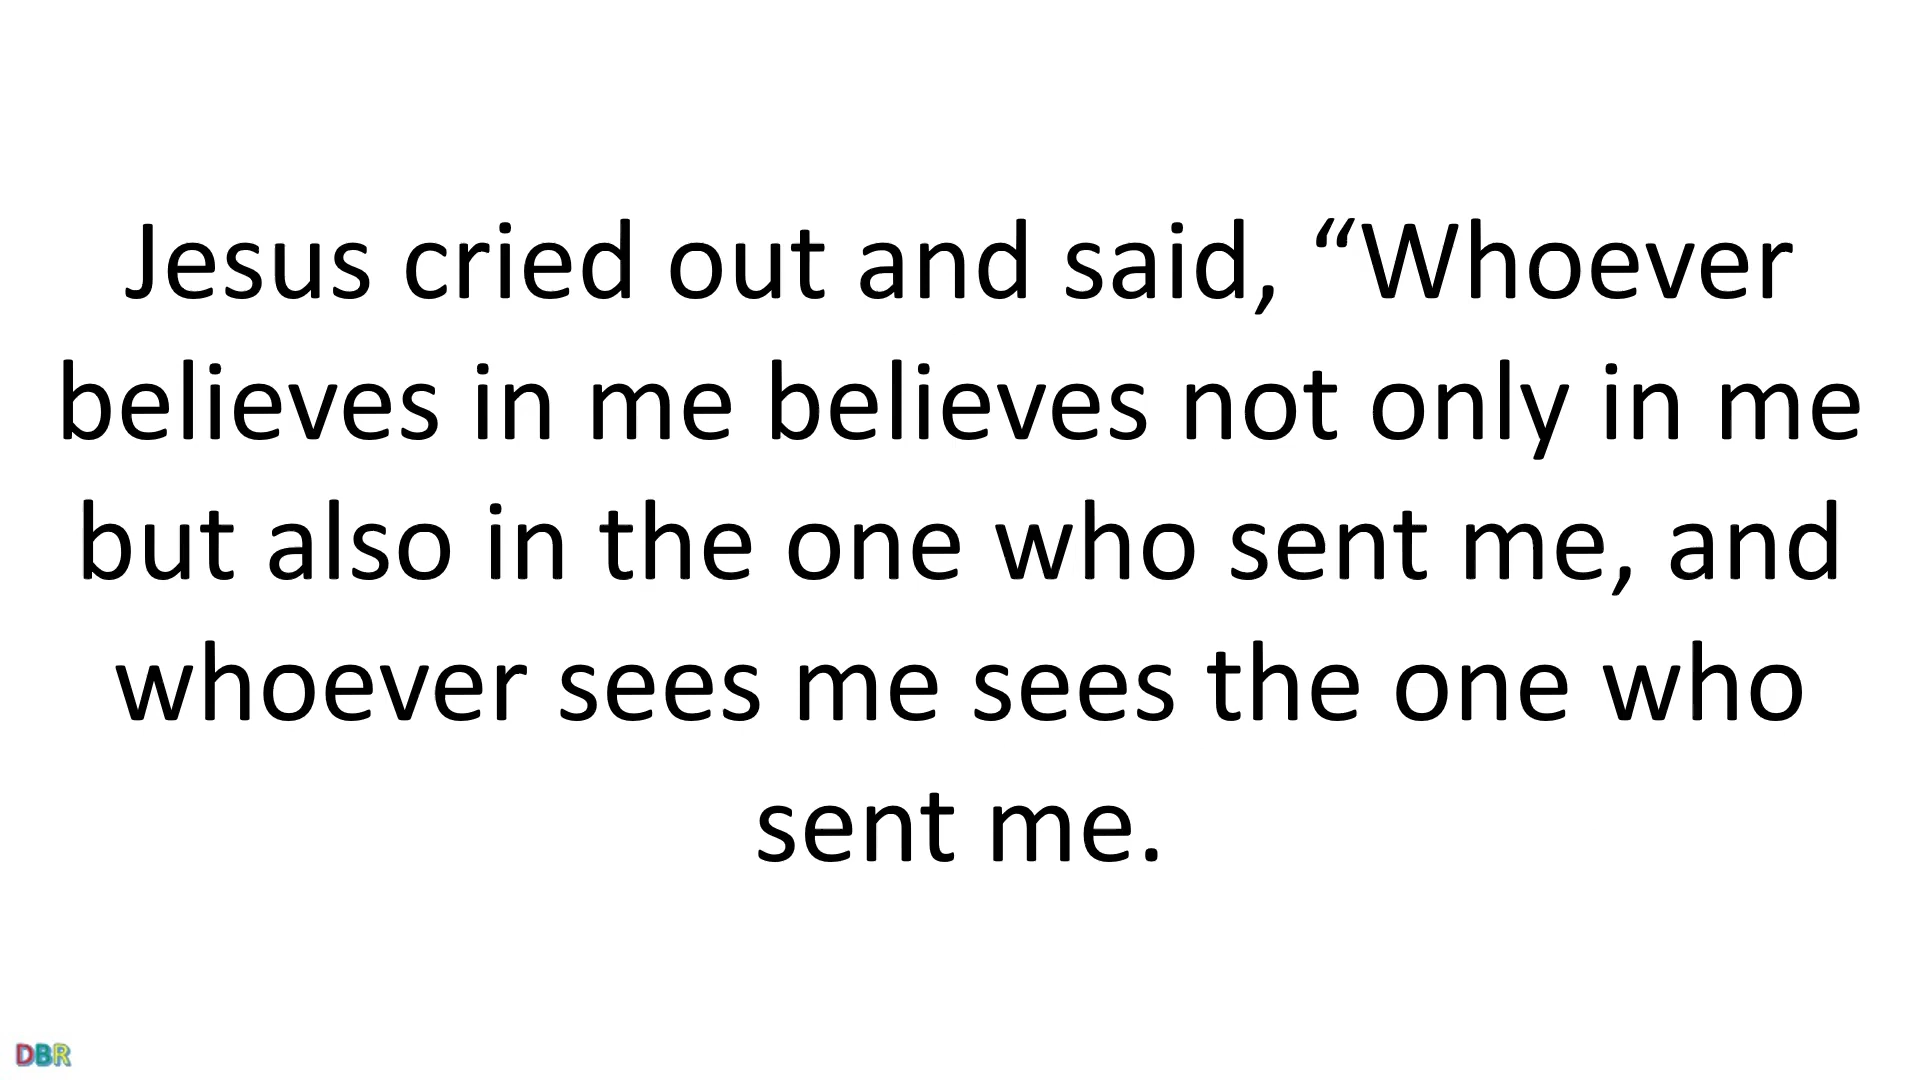 Jesus cried out and said, “Whoever
believes in me believes not only in me
but also in the one who sent me, and
whoever sees me sees the one who
sent me.
DBR